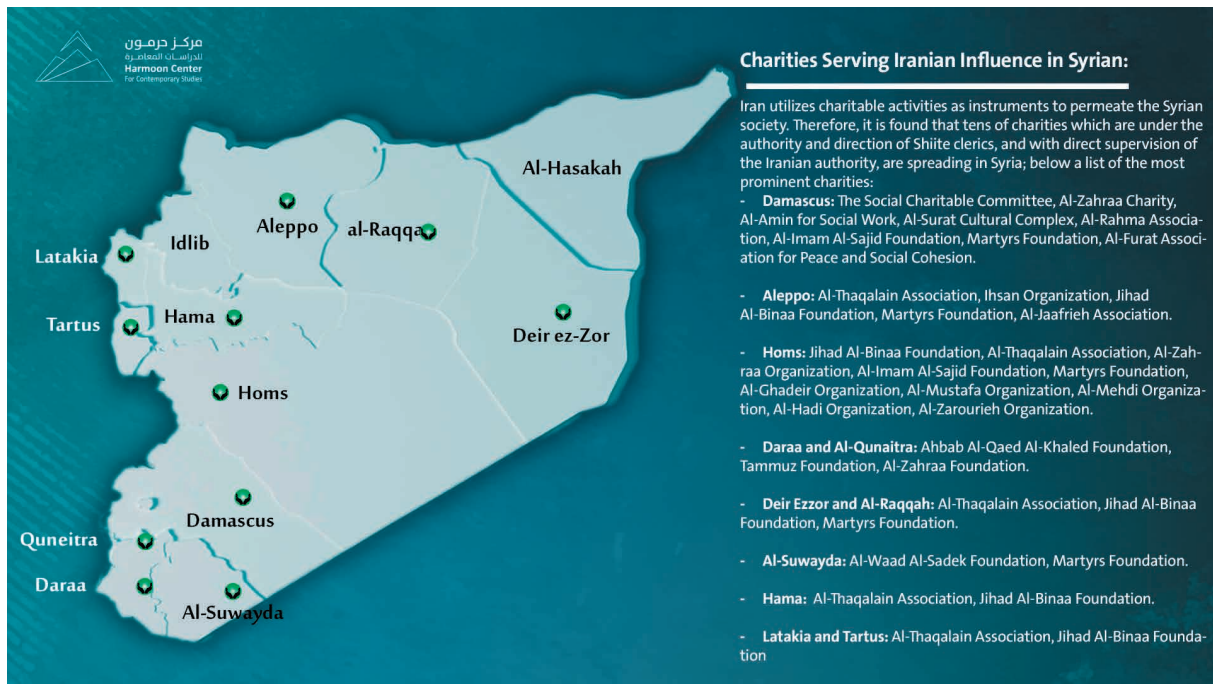 مركز حرمون
للدراسات المعاصرة
Harmoon Center
For Contemporary Studies
Charities Serving Iranian Influence in Syrian:
Iran utilizes charitable activities as instruments to permeate the Syrian
society. Therefore, it is found that tens of charities which are under the
authority and direction of Shiite clerics, and with direct supervision of
the Iranian authority, are spreading in Syria; below a list of the most
prominent charities:
- Damascus: The Social Charitable Committee, Al-Zahraa Charity,
Al-Amin for Social Work, Al-Surat Cultural Complex, Al-Rahma Associa-
tion, Al-Imam Al-Sajid Foundation, Martyrs Foundation, Al-Furat Associ-
ation for Peace and Social Cohesion.
- Aleppo: Al-Thaqalain Association, Ihsan Organization, Jihad
Al-Binaa Foundation, Martyrs Foundation, Al-Jaafrieh Association.
- Homs: Jihad Al-Binaa Foundation, Al-Thaqalain Association, Al-Zah-
raa Organization, Al-Imam Al-Sajid Foundation, Martyrs Foundation,
Al-Ghadeir Organization, Al-Mustafa Organization, Al-Mehdi Organiza-
tion, Al-Hadi Organization, Al-Zarourieh Organization.
- Daraa and Al-Qunaitra: Ahbab Al-Qaed Al-Khaled Foundation,
Tammuz Foundation, Al-Zahraa Foundation.
- Deir Ezzor and Al-Raqqah: Al-Thaqalain Association, Jihad Al-Binaa
Foundation, Martyrs Foundation.
- Al-Suwayda: Al-Waad Al-Sadek Foundation, Martyrs Foundation.
- Hama: Al-Thaqalain Association, Jihad Al-Binaa Foundation.
- Latakia and Tartus: Al-Thaqalain Association, Jihad Al-Binaa Founda-
tion
Al-Hasakah
Aleppo
al-Raqqa
Idlib
Latakia
Hama
Tartus
Deir ez-Zor
Homs
Damascus
Quneitra
Daraa
Al-Suwayda